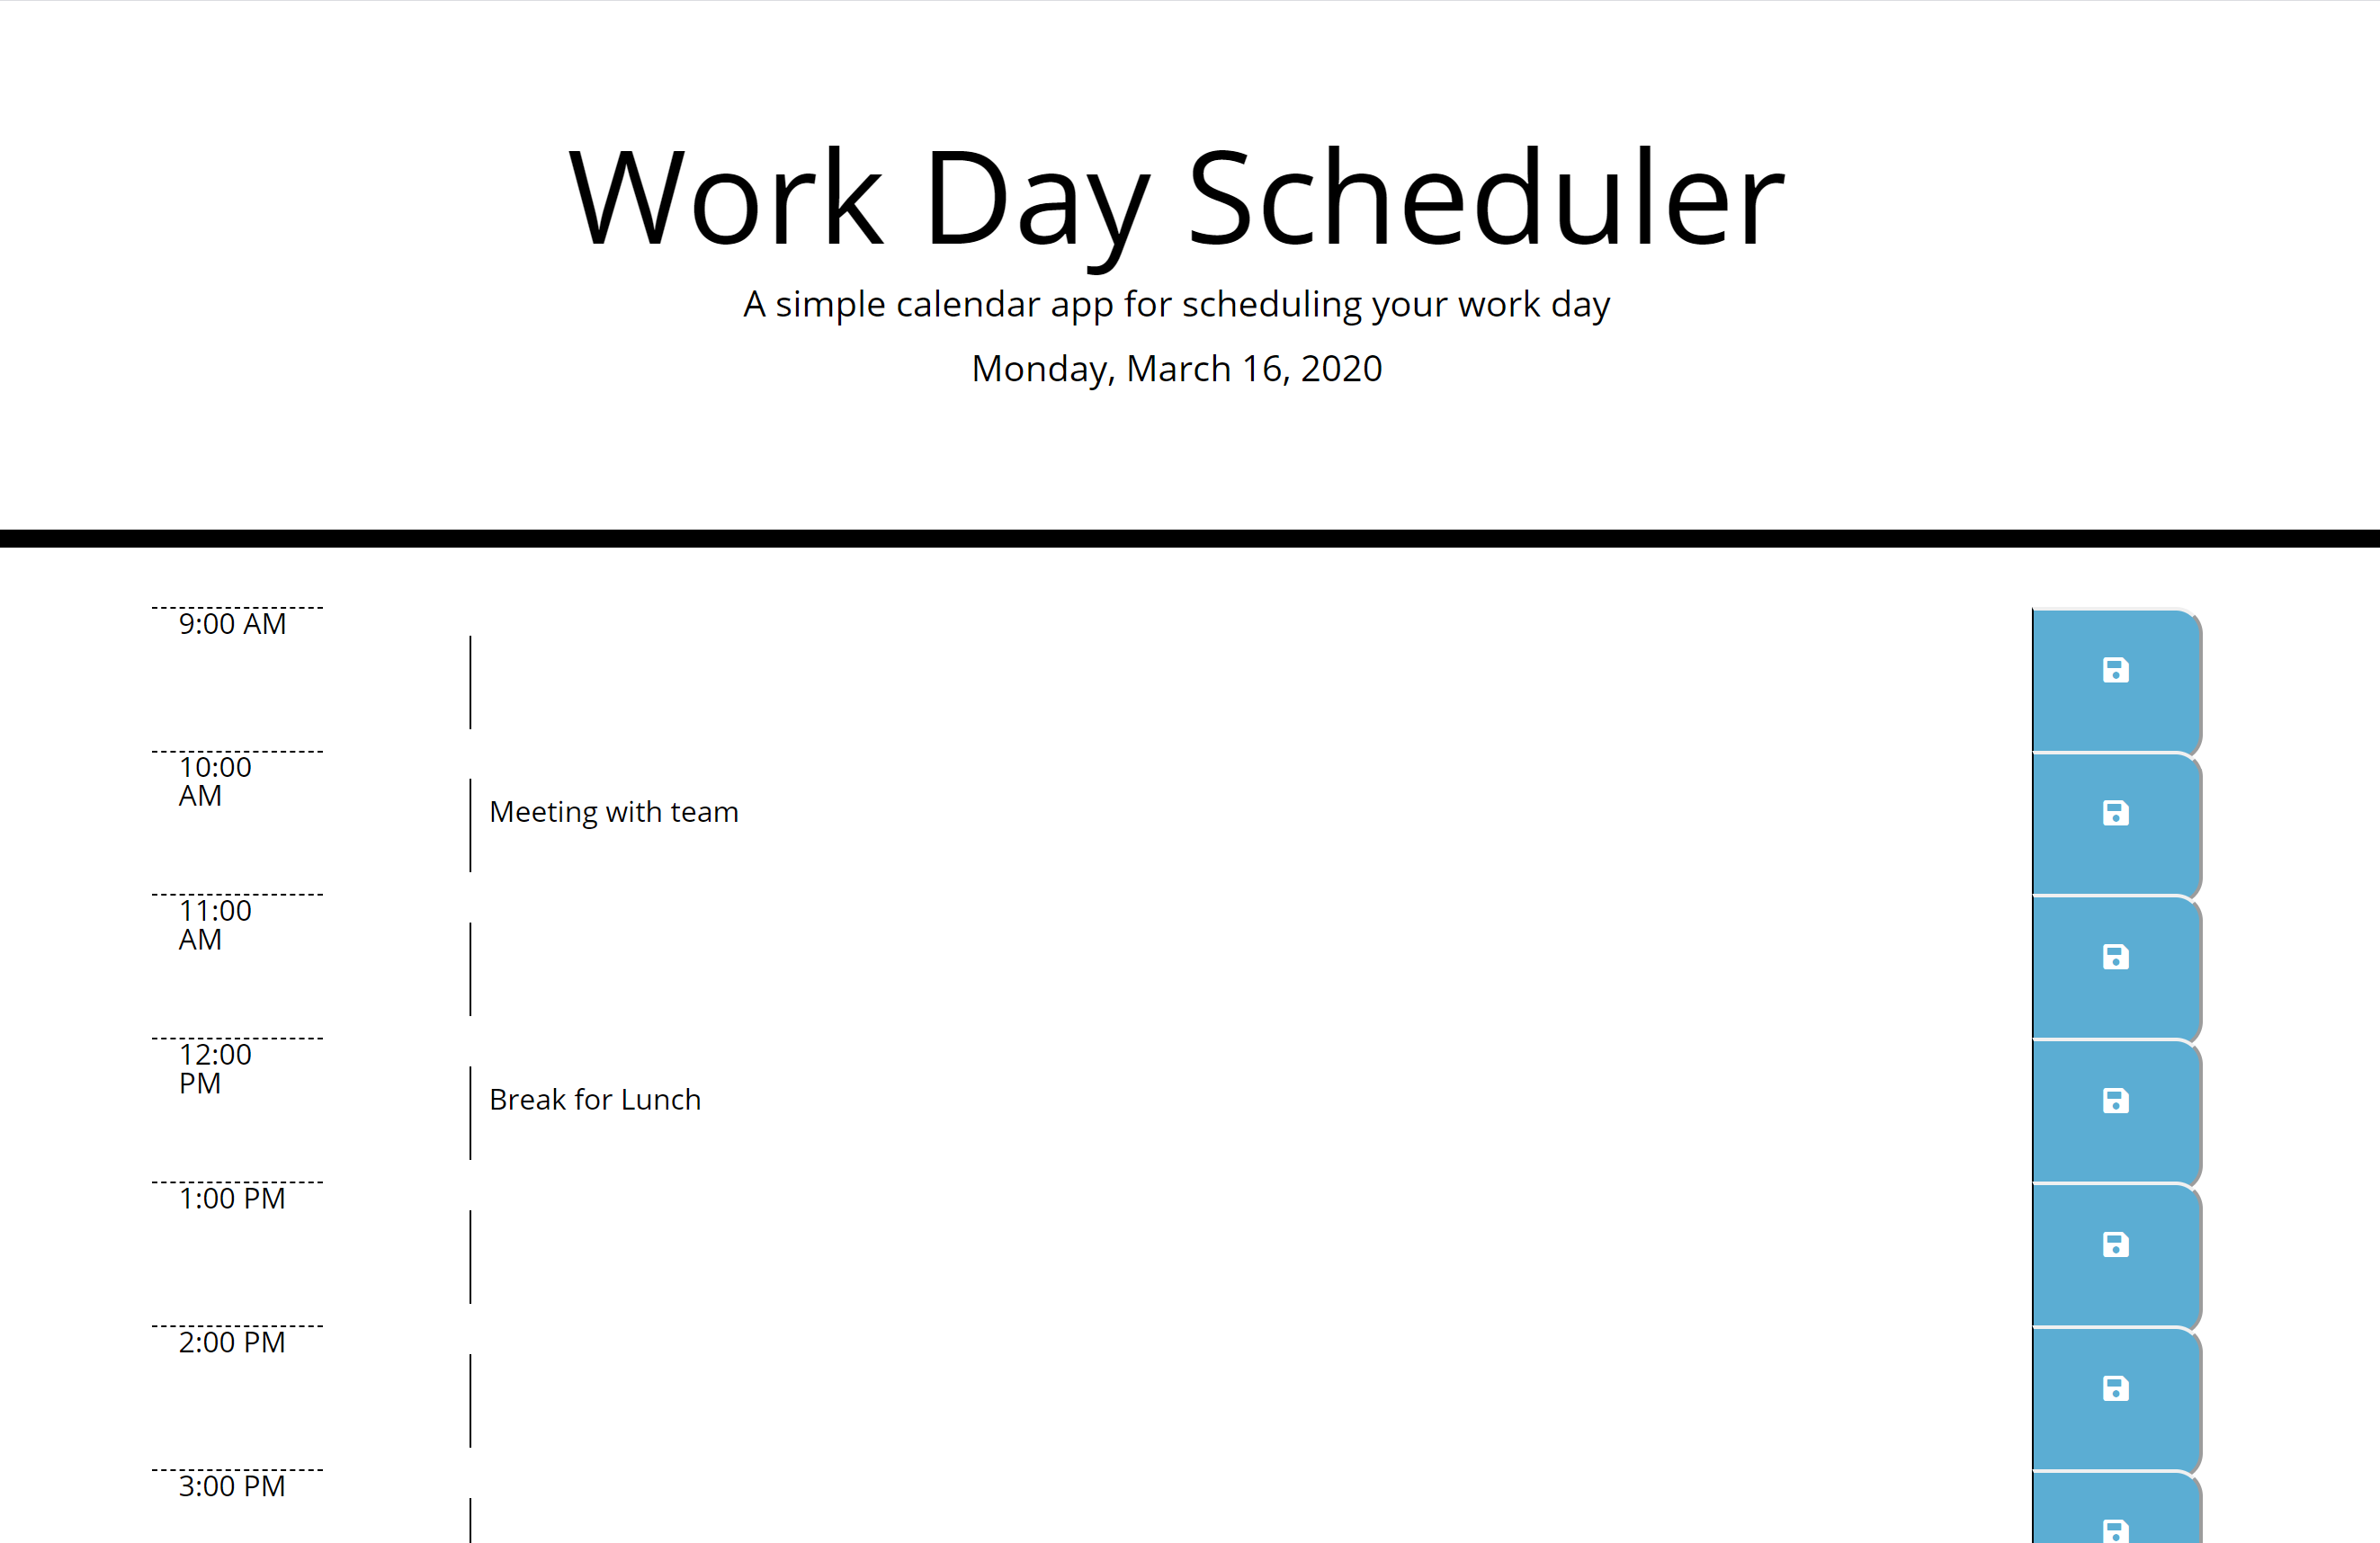 Work Day Scheduler
A simple calendar app for scheduling your work day
Monday, March 16, 2020
9:00 AM
10:00
AM
Meeting with team
11:00
AM
12:00
PM
Break for Lunch
1:00 PM
2:00 PM
3:00 PM